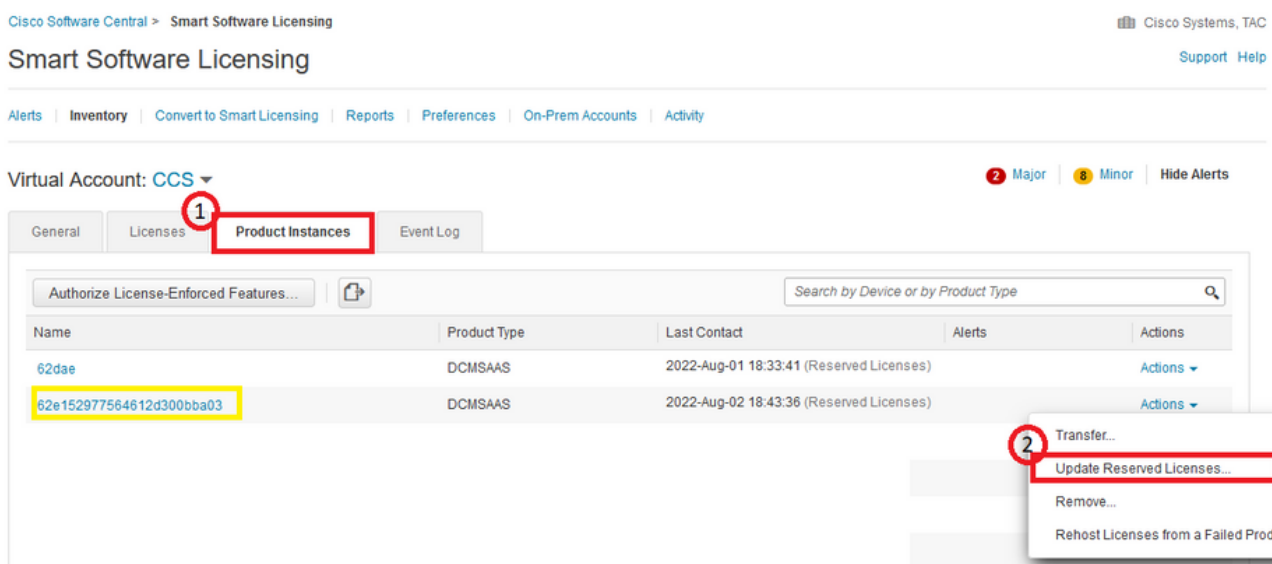 Cisco Software Central > Smart Software Licensing
Cisco Systems, TAC
Smart Software Licensing
Support Help
Alerts | Inventory | Convert to Smart Licensing | Reports | Preferences | On-Prem Accounts | Activity
Virtual Account: CCS
2 Major | 8 Minor | Hide Alerts
1
General Licenses Product Instances Event Log
Authorize License-Enforced Features...
Search by Device or by Product Type
Name Product Type Last Contact Alerts Actions
62dae DCMSAAS 2022-Aug-01 18:33:41 (Reserved Licenses) Actions
62e152977564612d300bba03 DCMSAAS 2022-Aug-02 18:43:36 (Reserved Licenses) Actions
Transfer...
2
Update Reserved Licenses...
Remove...
Rehost Licenses from a Failed Prod